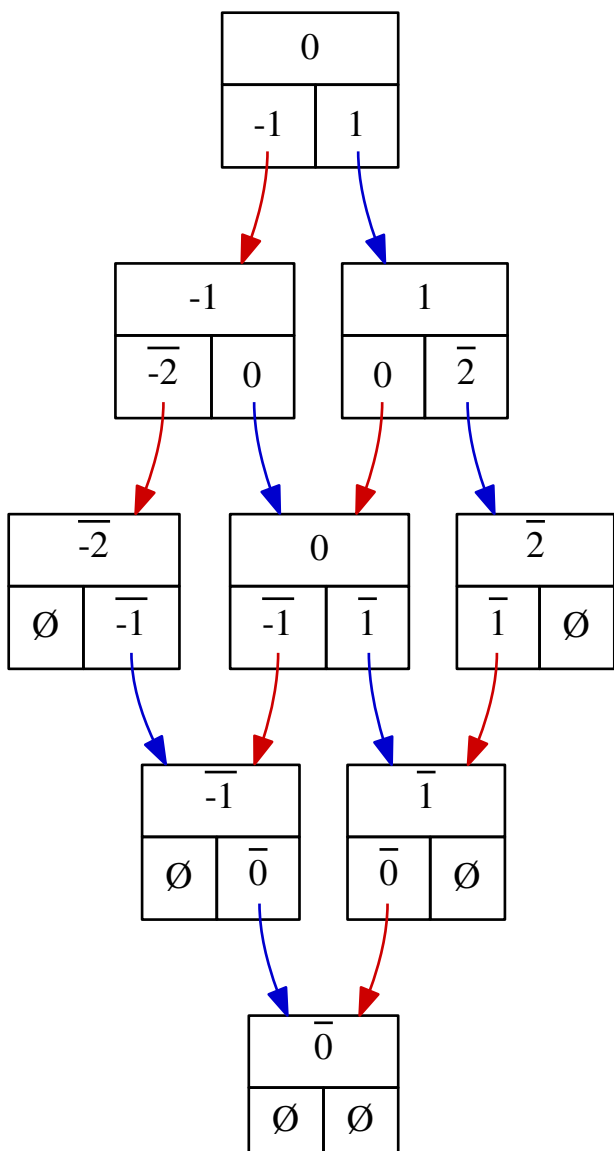 0
-1 1
-1 1
-̅2̅ 0 0 2̅
-̅2̅ 0 2̅
Ø -̅1̅ -̅1̅ 1̅ 1̅ Ø
-̅1̅ 1̅
Ø 0̅ 0̅ Ø
0̅
Ø Ø